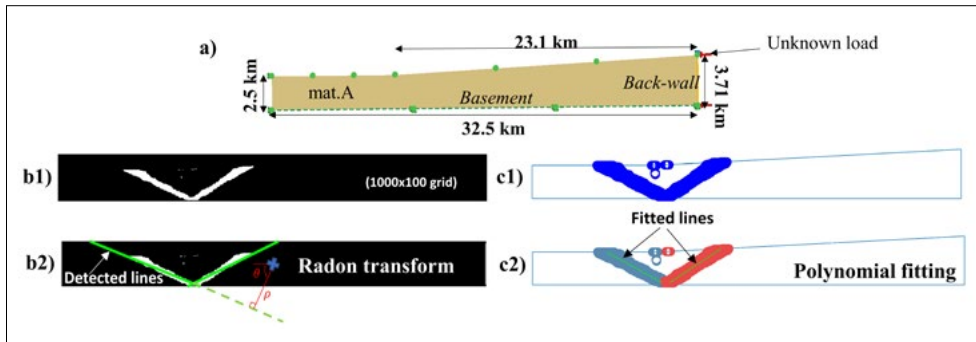 a)
23.1 km
Unknown load
2.5 km
mat.A
Basement
Back-wall
3.71 km
32.5 km
b1)
(1000x100 grid)
c1)
b2)
Detected lines
θ
ρ
Radon transform
c2)
Fitted lines
Polynomial fitting